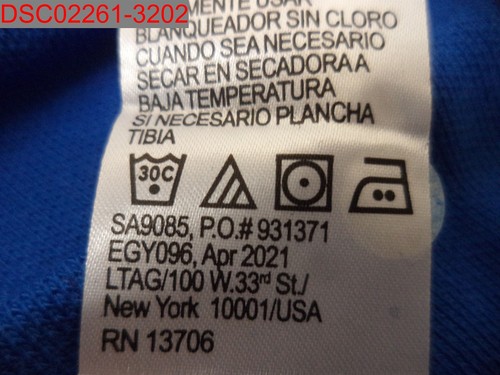 DSC02261-3202
USAR
BLANQUEADOR SIN CLORO
CUANDO SEA NECESARIO
SECAR EN SECADORA A
BAJA TEMPERATURA
SI NECESARIO PLANCHA
TIBIA
30C
SA9085, P.O.# 931371
EGY096, Apr 2021
LTAG/100 W.33rd St./
New York 10001/USA
RN 13706